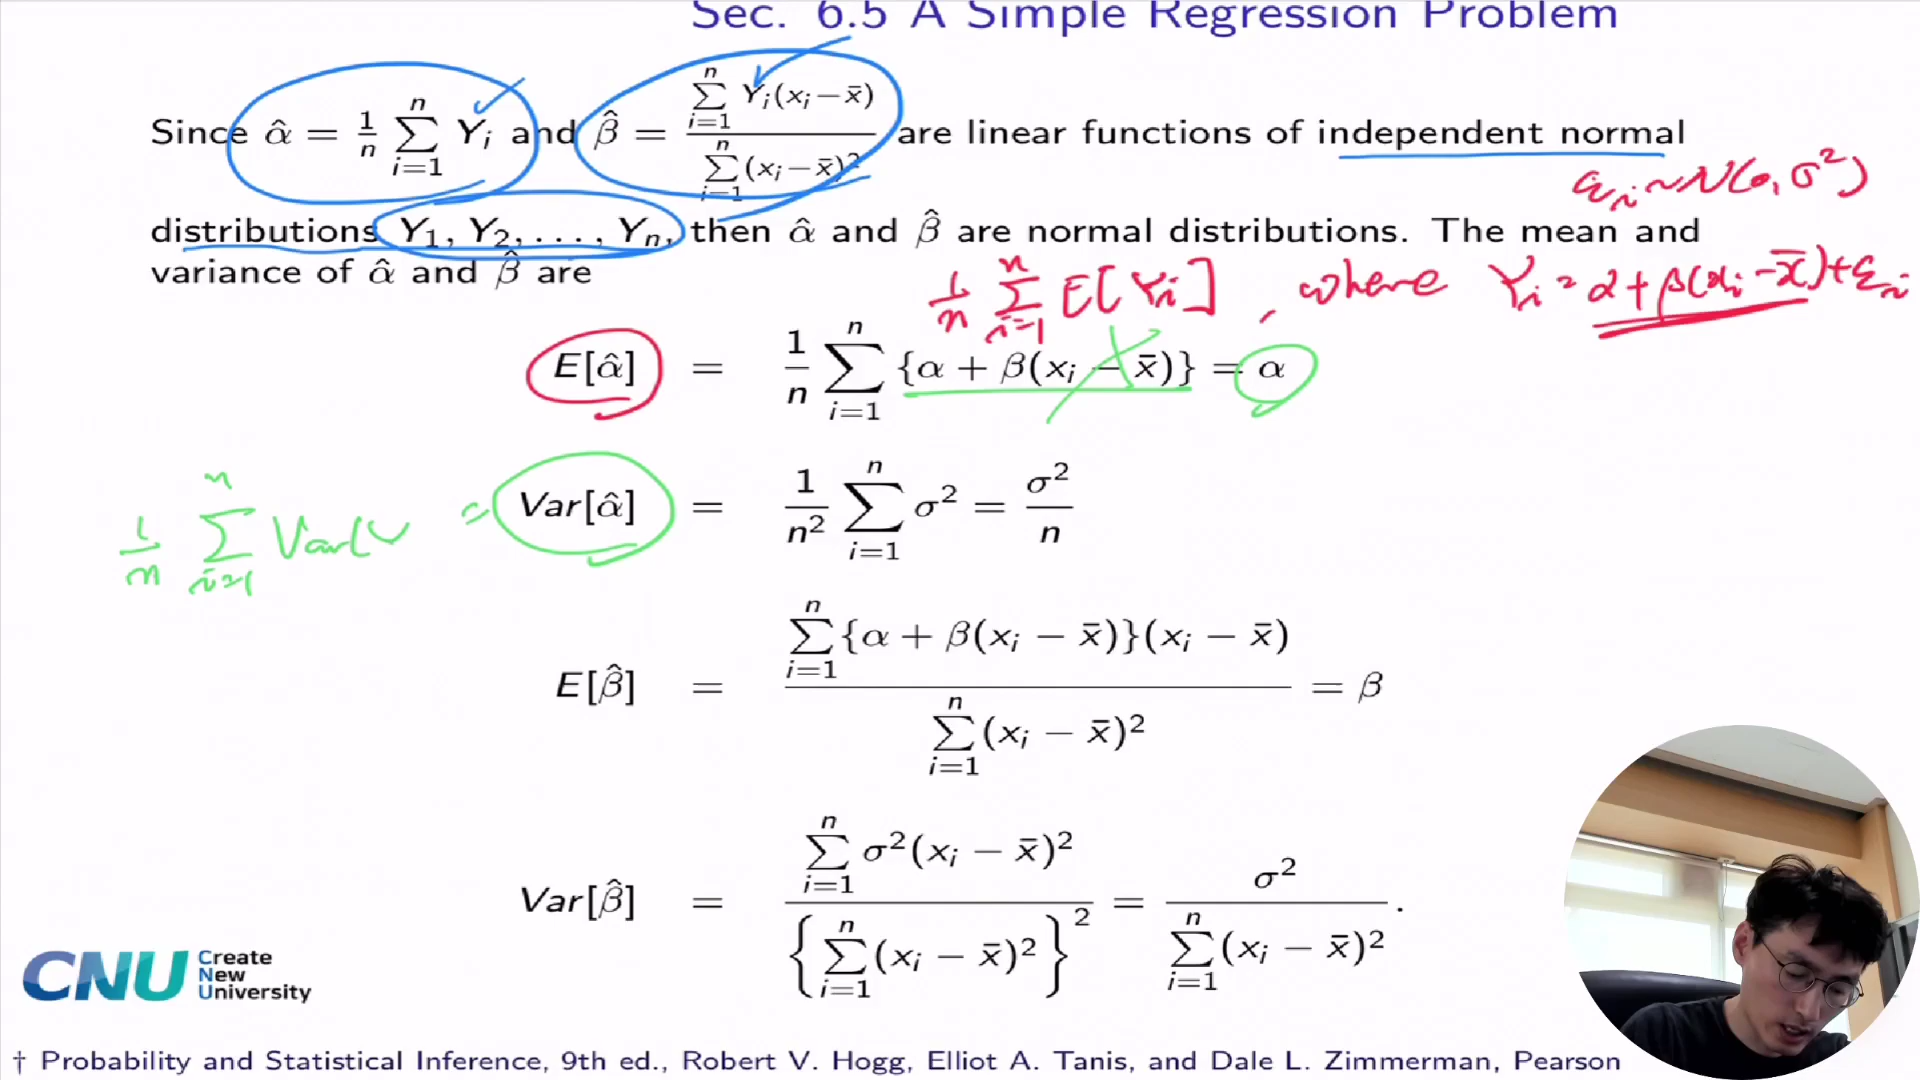 Sec. 6.5 A Simple Regression Problem
Since α̂ = 1/n ∑_{i=1}^{n} Y_i and β̂ = ∑_{i=1}^{n} Y_i(x_i − x̄) / ∑_{i=1}^{n} (x_i − x̄)² are linear functions of independent normal
ε_i ~ N(0, σ²)
distributions Y₁, Y₂, . . . , Y_n, then α̂ and β̂ are normal distributions. The mean and
variance of α̂ and β̂ are
1/n ∑_{i=1}^{n} E[Y_i] , where Y_i = α + β(x_i − x̄) + ε_i
E[α̂] = 1/n ∑_{i=1}^{n} {α + β(x_i − x̄)} = α
1/n ∑_{i=1}^{n} Var( = Var[α̂] = 1/n² ∑_{i=1}^{n} σ² = σ²/n
E[β̂] = ∑_{i=1}^{n} {α + β(x_i − x̄)}(x_i − x̄) / ∑_{i=1}^{n} (x_i − x̄)² = β
Var[β̂] = ∑_{i=1}^{n} σ²(x_i − x̄)² / {∑_{i=1}^{n} (x_i − x̄)²}² = σ² / ∑_{i=1}^{n} (x_i − x̄)² .
CNU Create
New
University
† Probability and Statistical Inference, 9th ed., Robert V. Hogg, Elliot A. Tanis, and Dale L. Zimmerman, Pearson